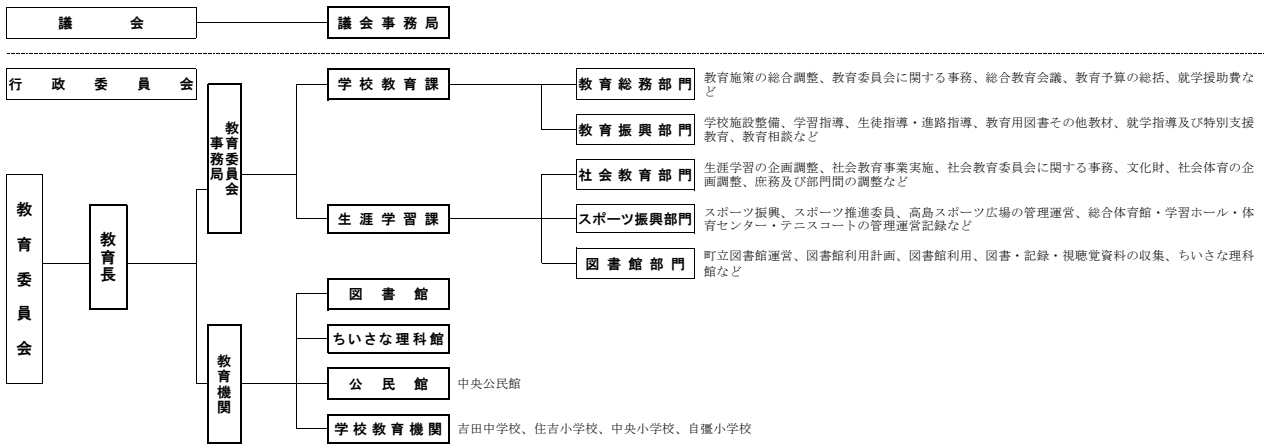 議会
議会事務局
行政委員会
教育委員会
教育長
教育委員会
事務局
学校教育課
教育総務部門
教育施策の総合調整、教育委員会に関する事務、総合教育会議、教育予算の総括、就学援助費な
ど
教育振興部門
学校施設整備、学習指導、生徒指導・進路指導、教育用図書その他教材、就学指導及び特別支援
教育、教育相談など
生涯学習課
社会教育部門
生涯学習の企画調整、社会教育事業実施、社会教育委員会に関する事務、文化財、社会体育の企
画調整、庶務及び部門間の調整など
スポーツ振興部門
スポーツ振興、スポーツ推進委員、高島スポーツ広場の管理運営、総合体育館・学習ホール・体
育センター・テニスコートの管理運営記録など
図書館部門
町立図書館運営、図書館利用計画、図書館利用、図書・記録・視聴覚資料の収集、ちいさな理科
館など
教育機関
図書館
ちいさな理科館
公民館
中央公民館
学校教育機関
吉田中学校、住吉小学校、中央小学校、自彊小学校